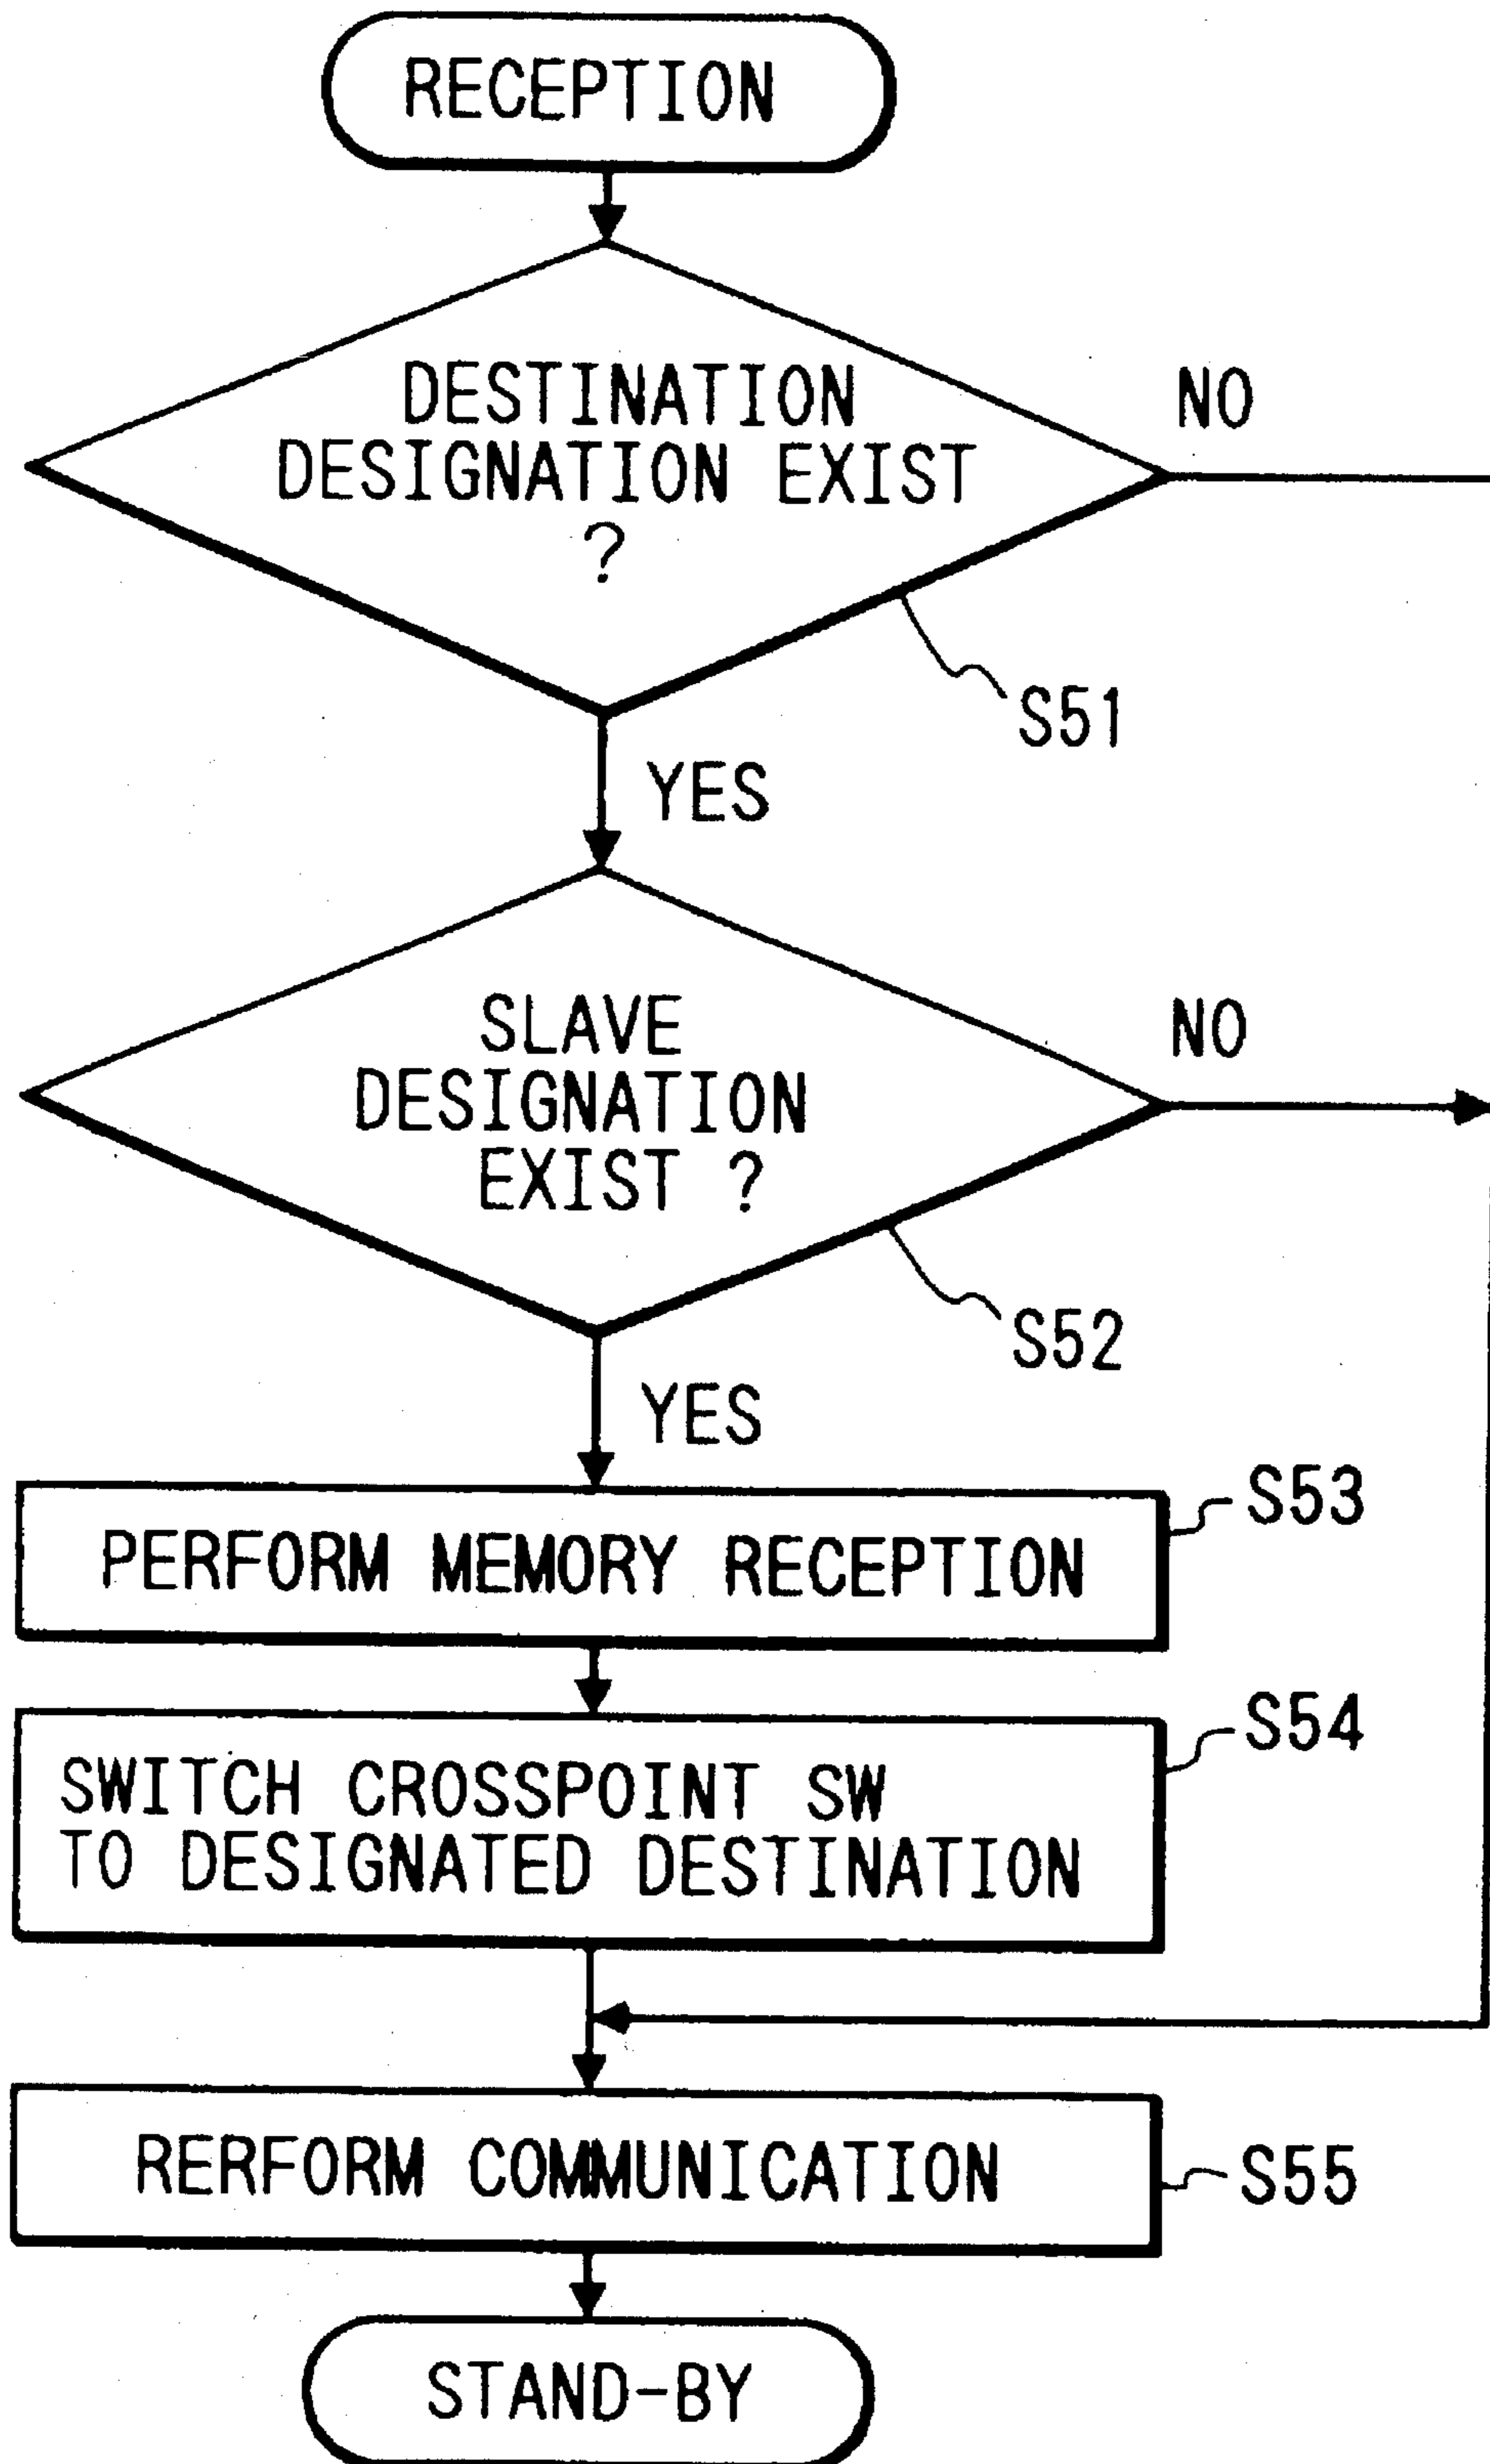 RECEPTION
DESTINATION
DESIGNATION EXIST
?
NO
S51
YES
SLAVE
DESIGNATION
EXIST ?
NO
S52
YES
PERFORM MEMORY RECEPTION
S53
SWITCH CROSSPOINT SW
TO DESIGNATED DESTINATION
S54
RERFORM COMMUNICATION
S55
STAND-BY